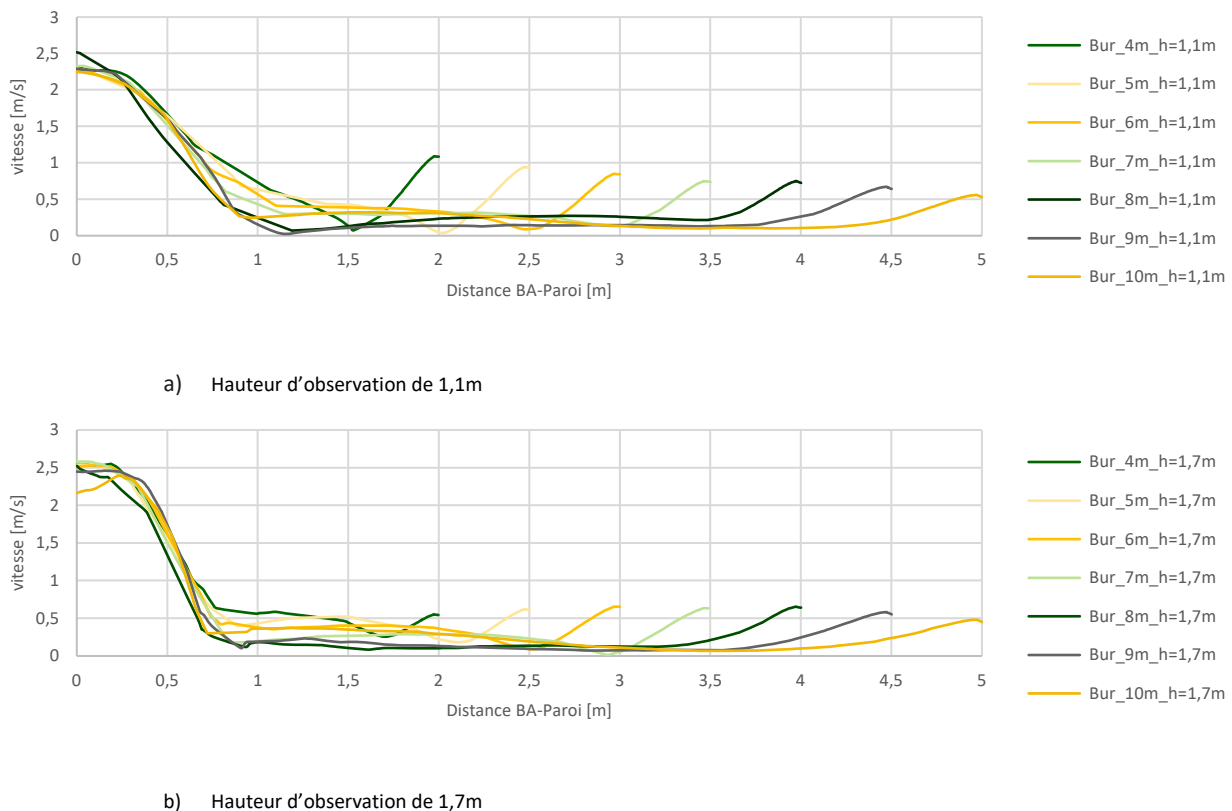 3
2,5
2
1,5
1
0,5
0
vitesse [m/s]
0 0,5 1 1,5 2 2,5 3 3,5 4 4,5 5
Distance BA-Paroi [m]
Bur_4m_h=1,1m
Bur_5m_h=1,1m
Bur_6m_h=1,1m
Bur_7m_h=1,1m
Bur_8m_h=1,1m
Bur_9m_h=1,1m
Bur_10m_h=1,1m
a) Hauteur d'observation de 1,1m
3
2,5
2
1,5
1
0,5
0
vitesse [m/s]
0 0,5 1 1,5 2 2,5 3 3,5 4 4,5 5
Distance BA-Paroi [m]
Bur_4m_h=1,7m
Bur_5m_h=1,7m
Bur_6m_h=1,7m
Bur_7m_h=1,7m
Bur_8m_h=1,7m
Bur_9m_h=1,7m
Bur_10m_h=1,7m
b) Hauteur d'observation de 1,7m